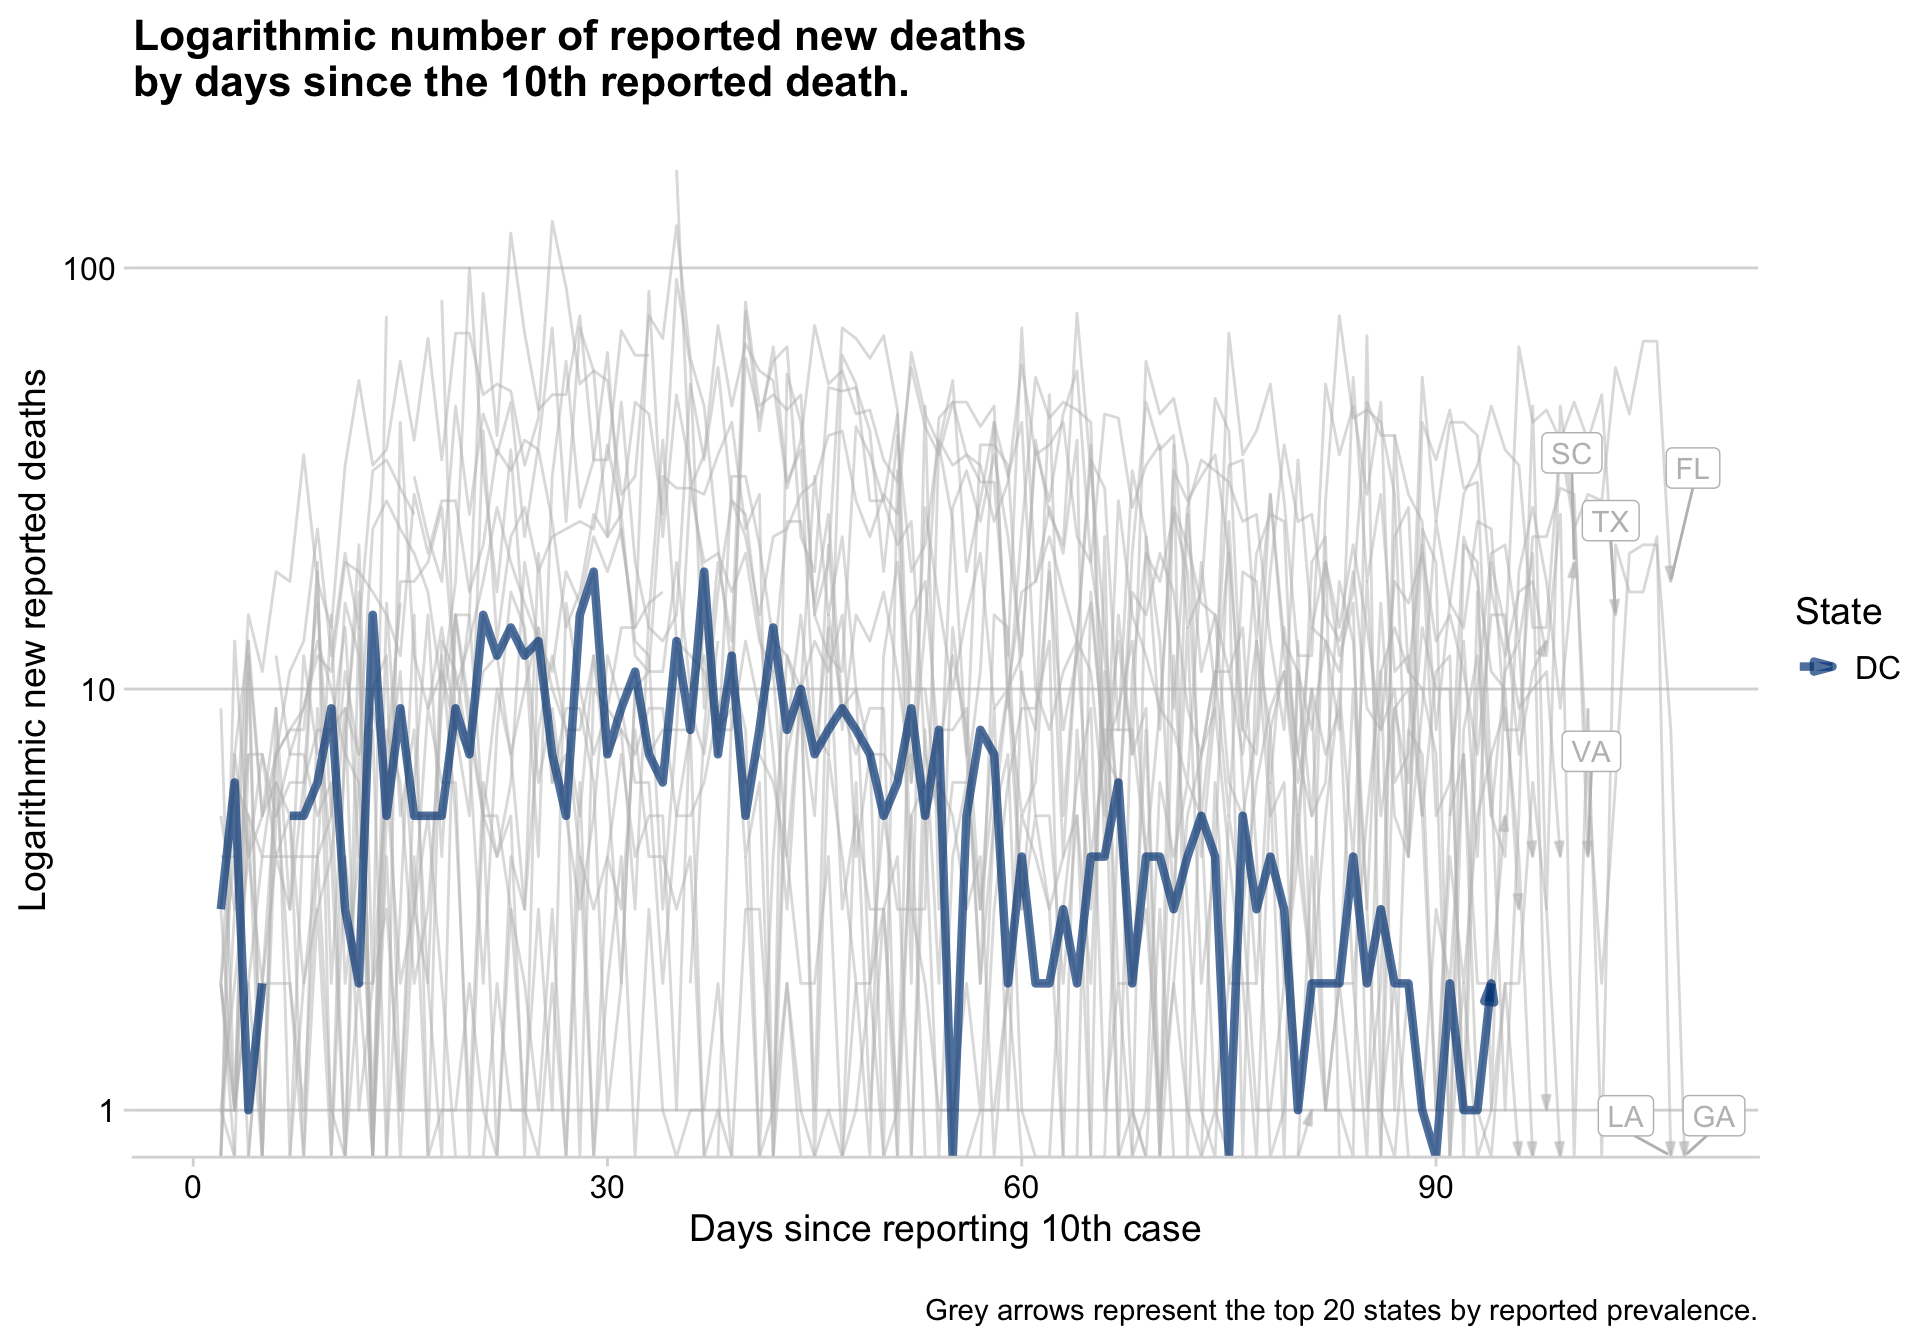 Logarithmic number of reported new deaths
by days since the 10th reported death.
Logarithmic new reported deaths
100
10
1
SC
FL
TX
VA
LA
GA
State
DC
0
30
60
90
Days since reporting 10th case
Grey arrows represent the top 20 states by reported prevalence.